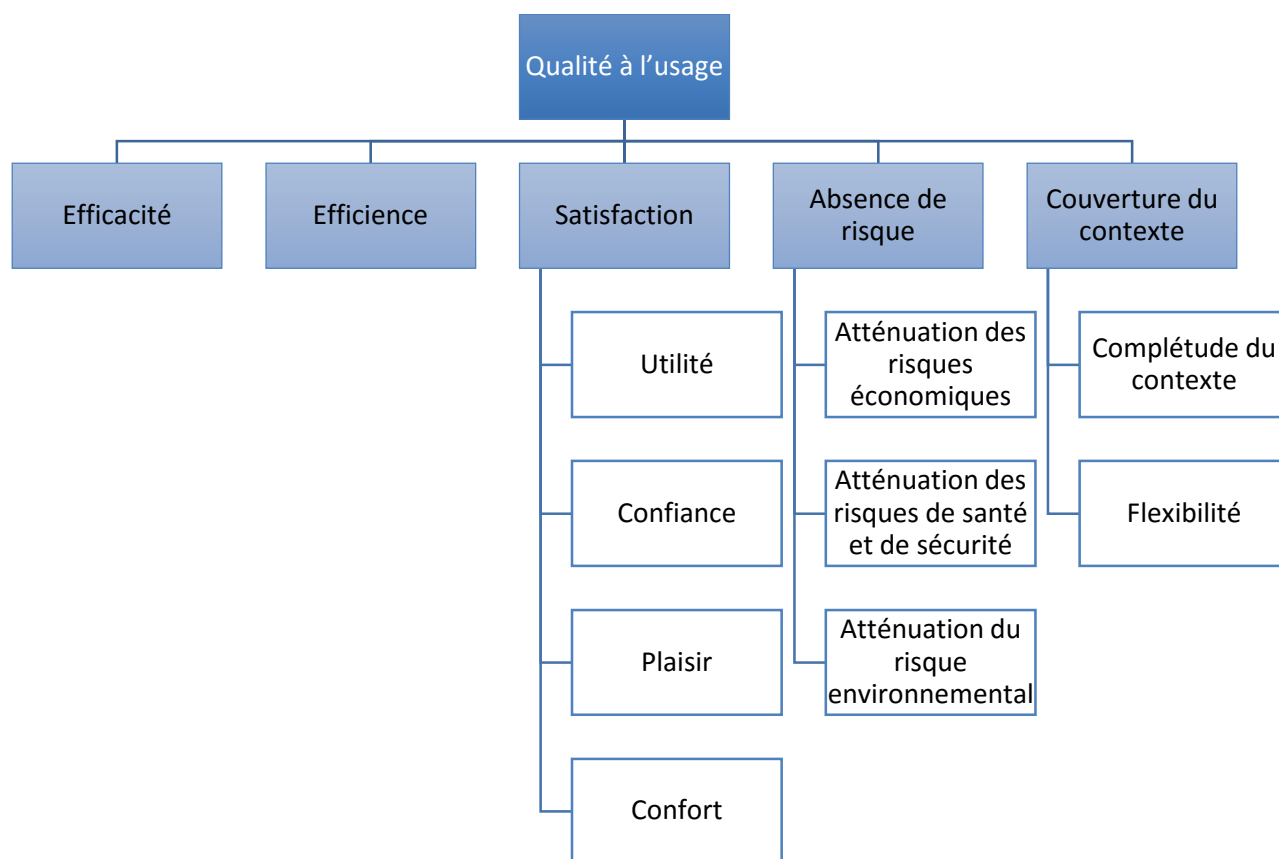 Qualité à l’usage
Efficacité
Efficience
Satisfaction
Absence de
risque
Couverture du
contexte
Utilité
Confiance
Plaisir
Confort
Atténuation des
risques
économiques
Atténuation des
risques de santé
et de sécurité
Atténuation du
risque
environnemental
Complétude du
contexte
Flexibilité